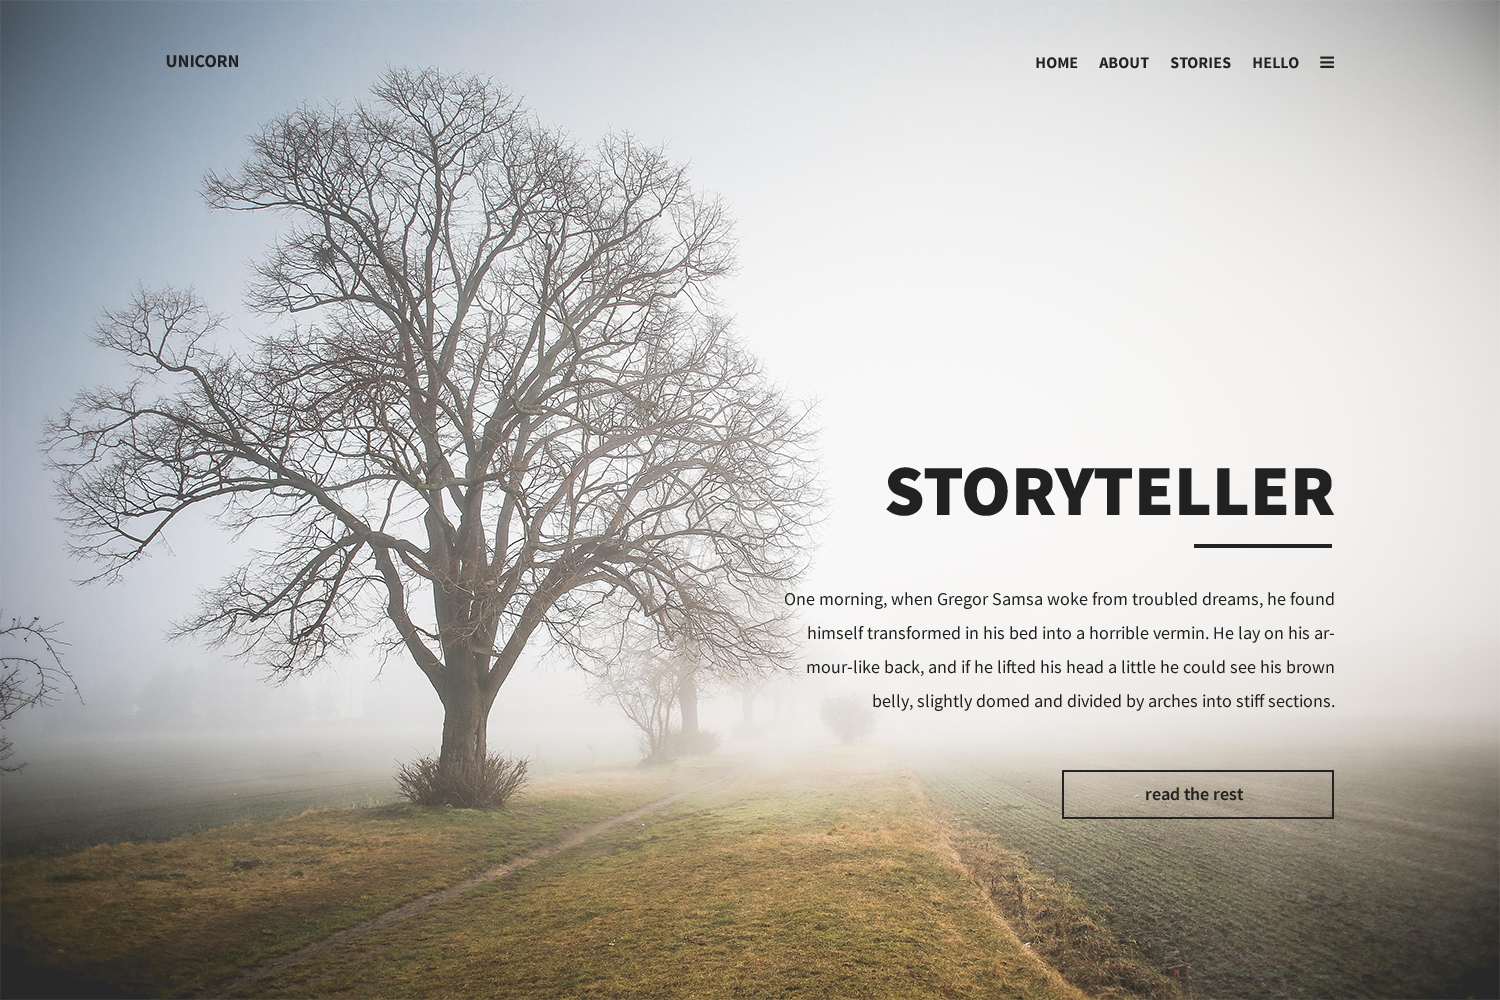 UNICORN
HOME ABOUT STORIES HELLO
STORYTELLER
One morning, when Gregor Samsa woke from troubled dreams, he found
himself transformed in his bed into a horrible vermin. He lay on his ar-
mour-like back, and if he lifted his head a little he could see his brown
belly, slightly domed and divided by arches into stiff sections.
read the rest